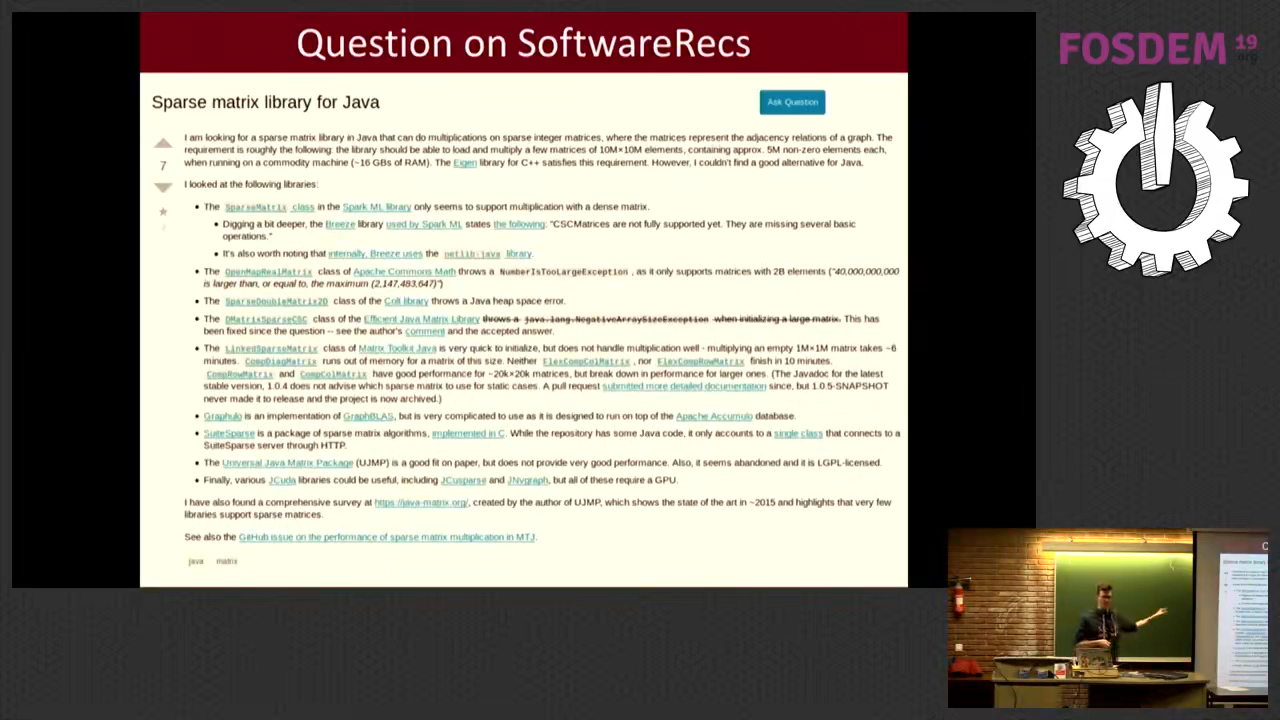 Question on SoftwareRecs
FOSDEM 19
.org
Sparse matrix library for Java
Ask Question
I am looking for a sparse matrix library in Java that can do multiplications on sparse integer matrices, where the matrices represent the adjacency relations of a graph. The
requirement is roughly the following: the library should be able to load and multiply a few matrices of 10M×10M elements, containing approx. 5M non-zero elements each,
when running on a commodity machine (~16 GBs of RAM). The Eigen library for C++ satisfies this requirement. However, I couldn't find a good alternative for Java.
7
I looked at the following libraries:
• The SparseMatrix class in the Spark ML library only seems to support multiplication with a dense matrix.
• Digging a bit deeper, the Breeze library used by Spark ML states the following: "CSCMatrices are not fully supported yet. They are missing several basic
operations."
• It's also worth noting that internally, Breeze uses the netlib-java library.
• The OpenMapRealMatrix class of Apache Commons Math throws a NumberIsTooLargeException , as it only supports matrices with 2B elements ("40,000,000,000
is larger than, or equal to, the maximum (2,147,483,647)")
• The SparseDoubleMatrix2D class of the Colt library throws a Java heap space error.
• The DMatrixSparseCSC class of the Efficient Java Matrix Library throws a java.lang.NegativeArraySizeException when initializing a large matrix. This has
been fixed since the question -- see the author's comment and the accepted answer.
• The LinkedSparseMatrix class of Matrix Toolkit Java is very quick to initialize, but does not handle multiplication well - multiplying an empty 1M×1M matrix takes ~6
minutes. CompDiagMatrix runs out of memory for a matrix of this size. Neither FlexCompColMatrix , nor FlexCompRowMatrix finish in 10 minutes.
CompRowMatrix and CompColMatrix have good performance for ~20k×20k matrices, but break down in performance for larger ones. (The Javadoc for the latest
stable version, 1.0.4 does not advise which sparse matrix to use for static cases. A pull request submitted more detailed documentation since, but 1.0.5-SNAPSHOT
never made it to release and the project is now archived.)
• Graphulo is an implementation of GraphBLAS, but is very complicated to use as it is designed to run on top of the Apache Accumulo database.
• SuiteSparse is a package of sparse matrix algorithms, implemented in C. While the repository has some Java code, it only accounts to a single class that connects to a
SuiteSparse server through HTTP.
• The Universal Java Matrix Package (UJMP) is a good fit on paper, but does not provide very good performance. Also, it seems abandoned and it is LGPL-licensed.
• Finally, various JCuda libraries could be useful, including JCusparse and JNvgraph, but all of these require a GPU.
I have also found a comprehensive survey at https://java-matrix.org/, created by the author of UJMP, which shows the state of the art in ~2015 and highlights that very few
libraries support sparse matrices.
See also the GitHub issue on the performance of sparse matrix multiplication in MTJ.
java matrix